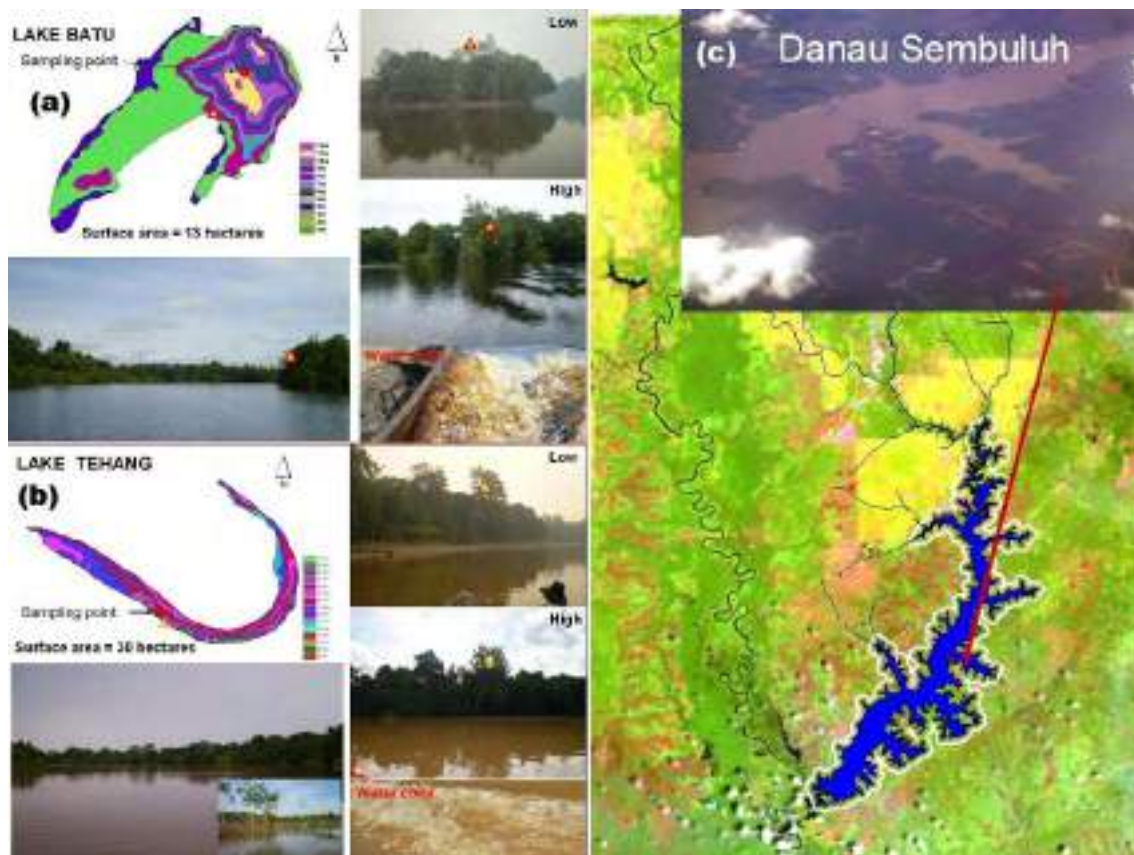 LAKE BATU
Sampling point
N
(a)
Surface area = 13 hectares
Low
High
LAKE TEHANG
(b)
Sampling point
Surface area = 30 hectares
Low
High
Water color
(c) Danau Sembuluh